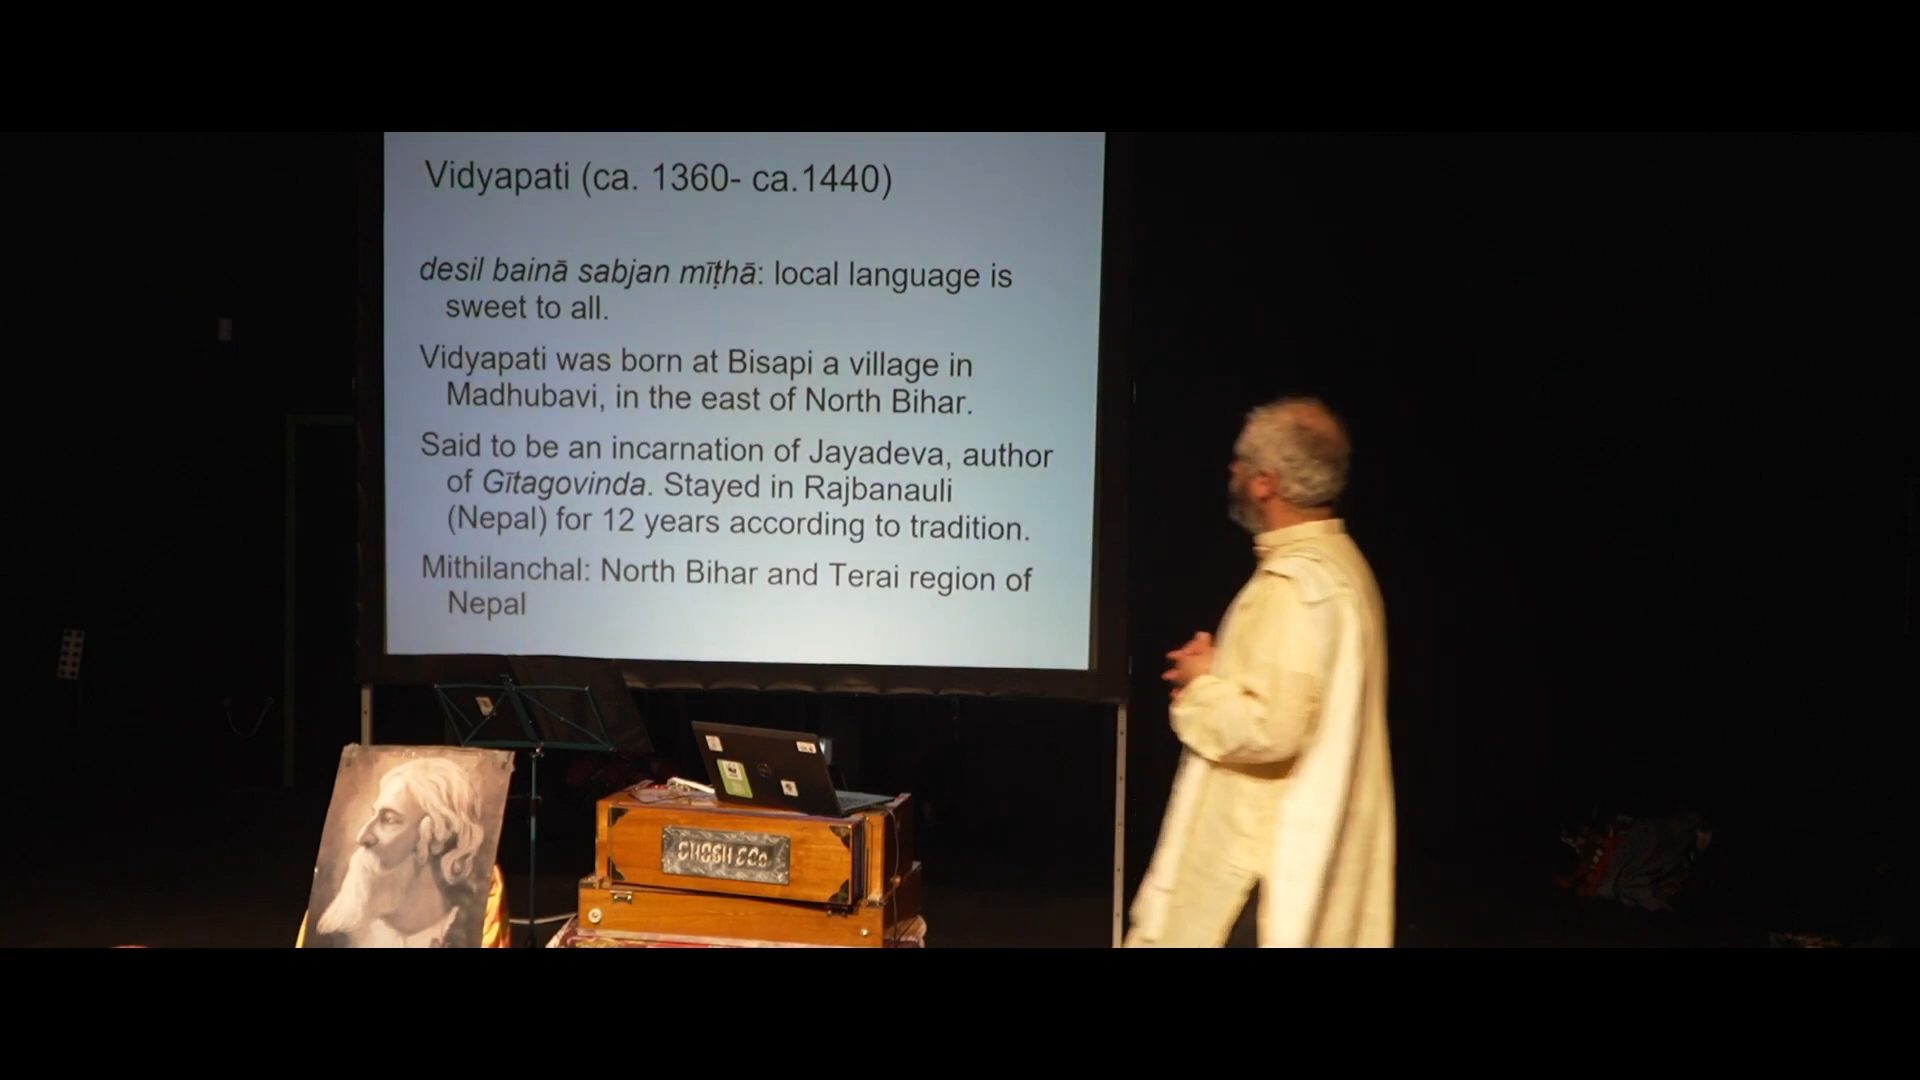 Vidyapati (ca. 1360- ca.1440)
desil bainā sabjan mīṭhā: local language is
sweet to all.
Vidyapati was born at Bisapi a village in
Madhubavi, in the east of North Bihar.
Said to be an incarnation of Jayadeva, author
of Gītagovinda. Stayed in Rajbanauli
(Nepal) for 12 years according to tradition.
Mithilanchal: North Bihar and Terai region of
Nepal